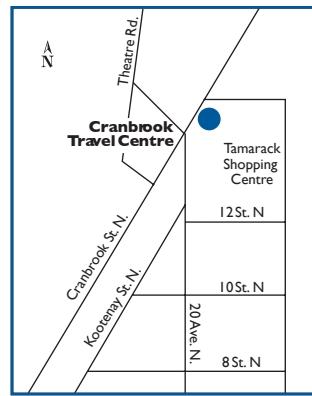 N
Theatre Rd.
Cranbrook
Travel Centre
Tamarack
Shopping
Centre
12 St. N
Cranbrook St. N.
Kootenay St. N.
10 St. N
20 Ave. N.
8 St. N